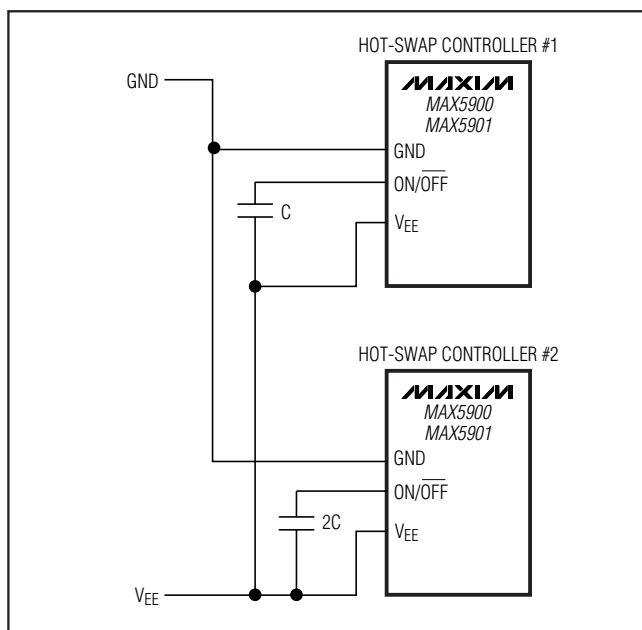 HOT-SWAP CONTROLLER #1
GND
MAXIM
MAX5900
MAX5901
GND
ON/OFF
C
VEE
HOT-SWAP CONTROLLER #2
MAXIM
MAX5900
MAX5901
GND
ON/OFF
2C
VEE
VEE